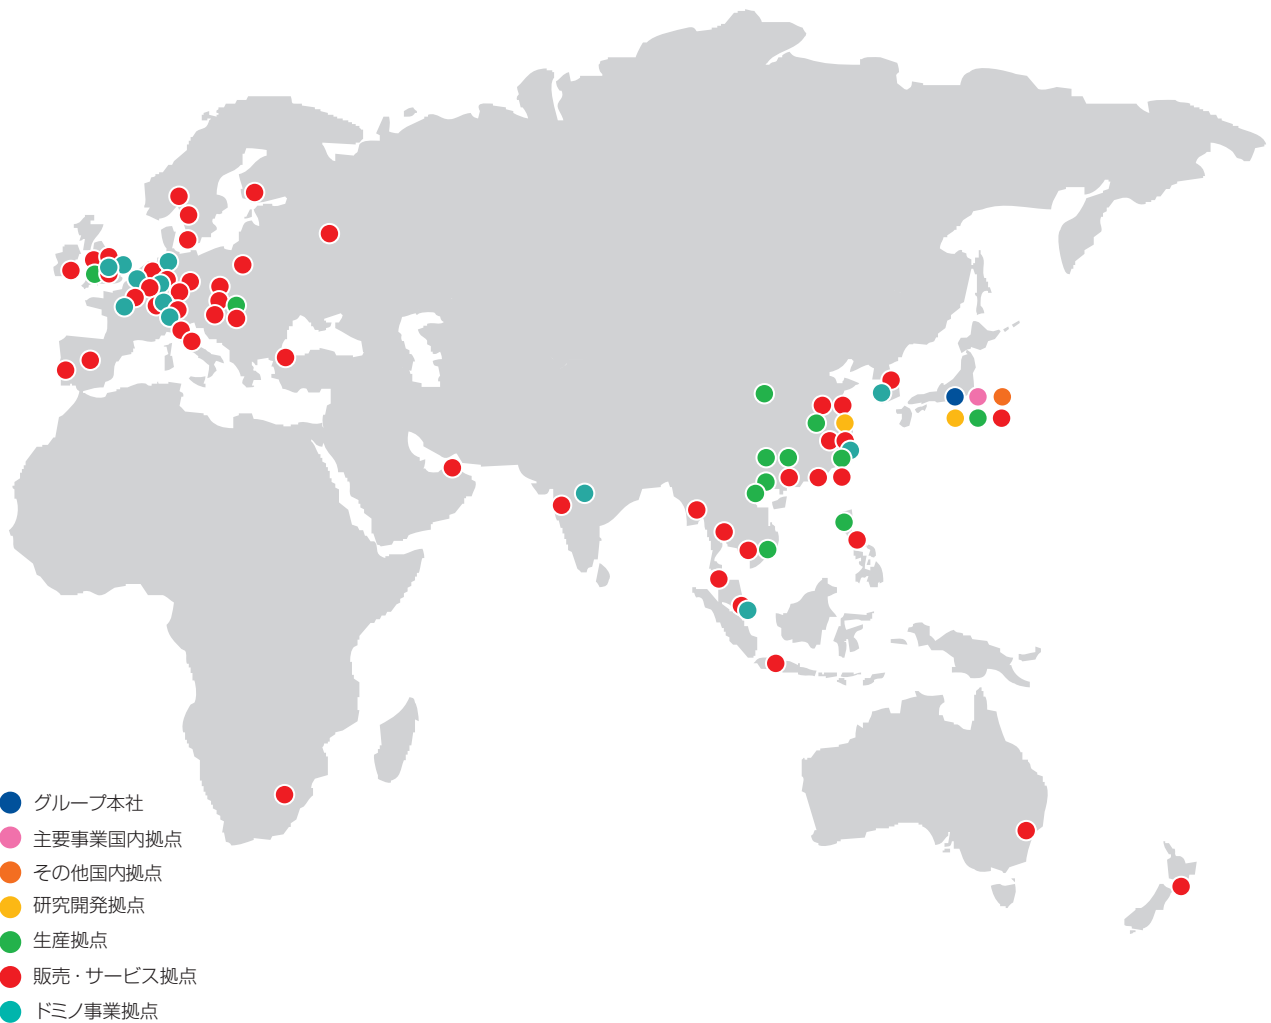 グループ本社
主要事業国内拠点
その他国内拠点
研究開発拠点
生産拠点
販売・サービス拠点
ドミノ事業拠点